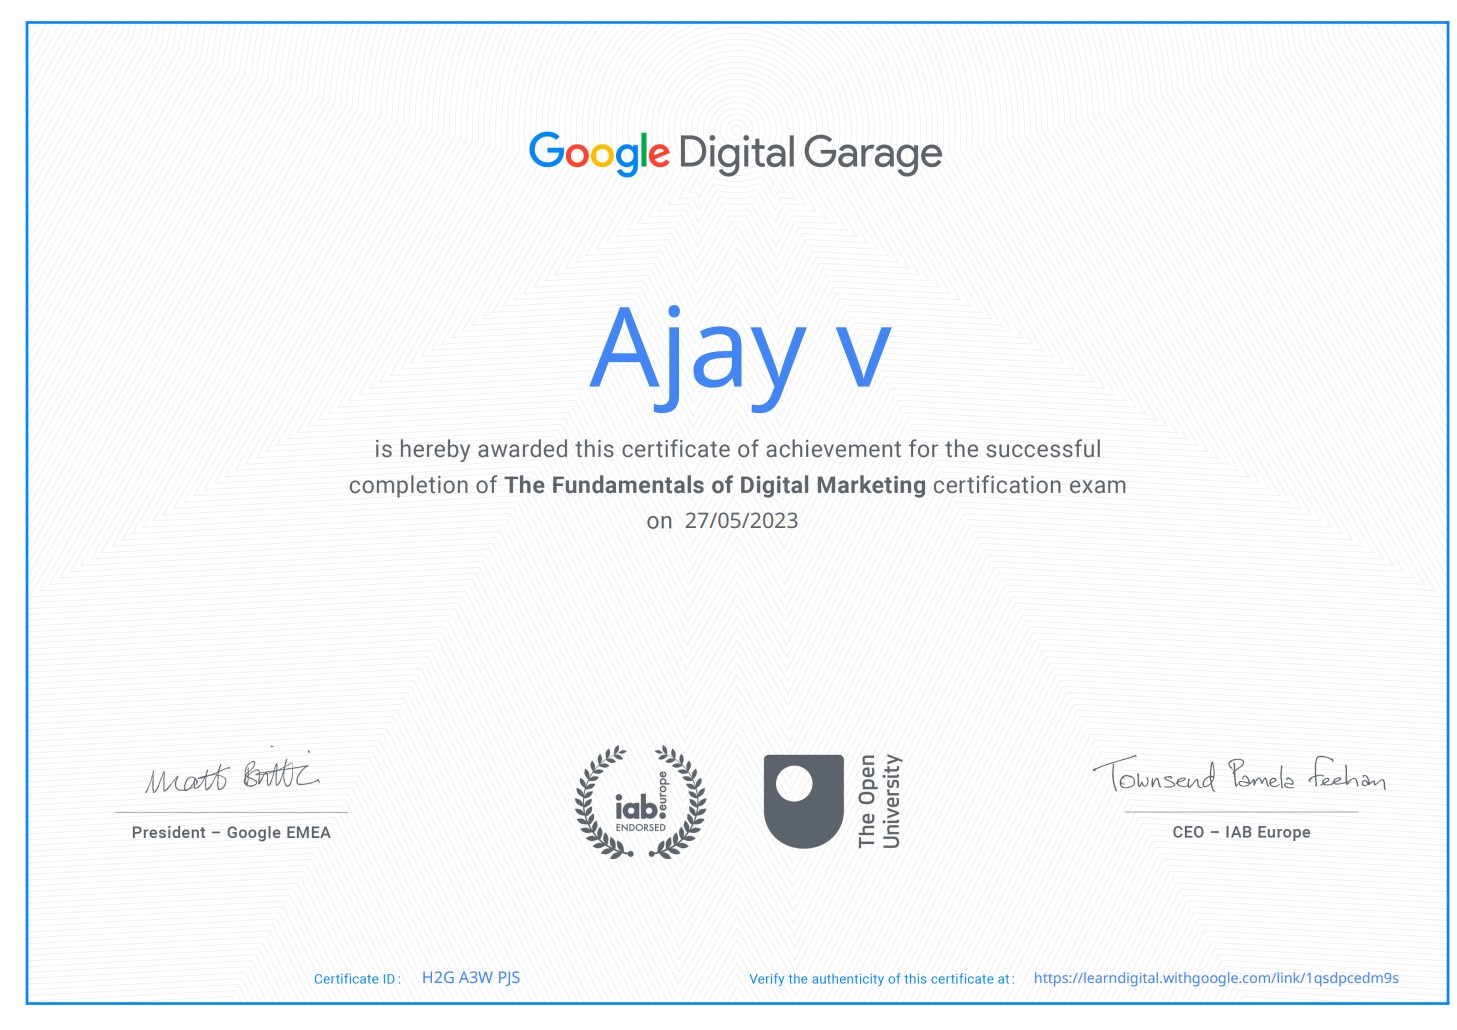 Google Digital Garage
Ajay v
is hereby awarded this certificate of achievement for the successful
completion of The Fundamentals of Digital Marketing certification exam
on 27/05/2023
Matt Brittin
President – Google EMEA
iab.europe
ENDORSED
The Open
University
Townsend Pamela Feehan
CEO – IAB Europe
Certificate ID : H2G A3W PJS
Verify the authenticity of this certificate at : https://learndigital.withgoogle.com/link/1qsdpcedm9s